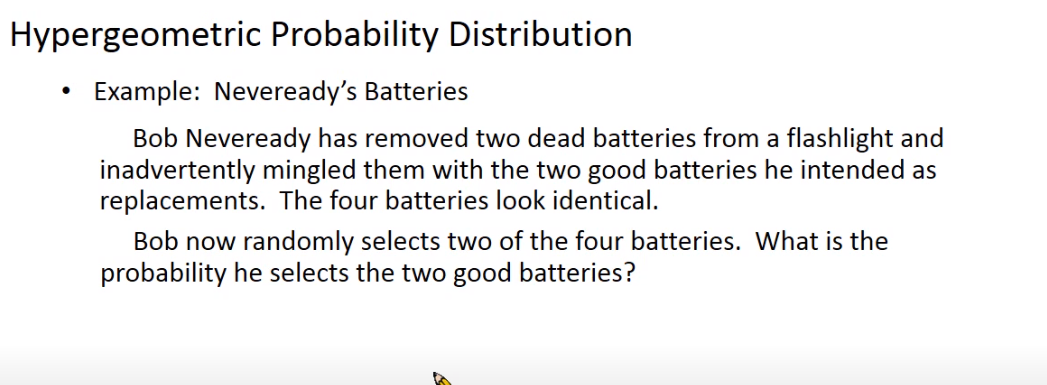 Hypergeometric Probability Distribution
• Example:  Neveready’s Batteries
Bob Neveready has removed two dead batteries from a flashlight and
inadvertently mingled them with the two good batteries he intended as
replacements.  The four batteries look identical.
Bob now randomly selects two of the four batteries.  What is the
probability he selects the two good batteries?